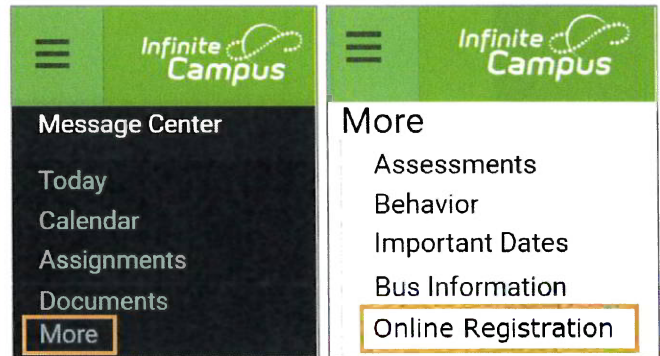 Infinite
Campus
Message Center
Today
Calendar
Assignments
Documents
More
Infinite
Campus
More
Assessments
Behavior
Important Dates
Bus Information
Online Registration